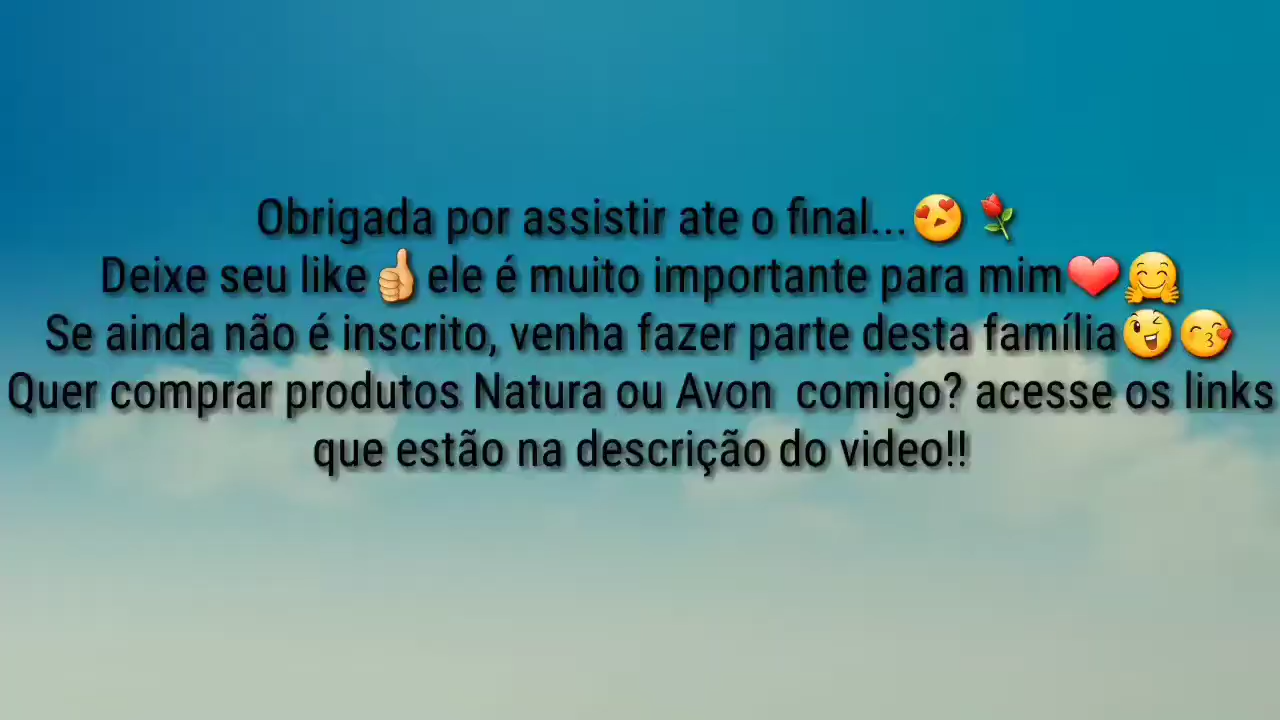 Obrigada por assistir ate o final...😍🌹
Deixe seu like👍🏼ele é muito importante para mim❤️🤗
Se ainda não é inscrito, venha fazer parte desta família😉😙
Quer comprar produtos Natura ou Avon  comigo? acesse os links
que estão na descrição do video!!